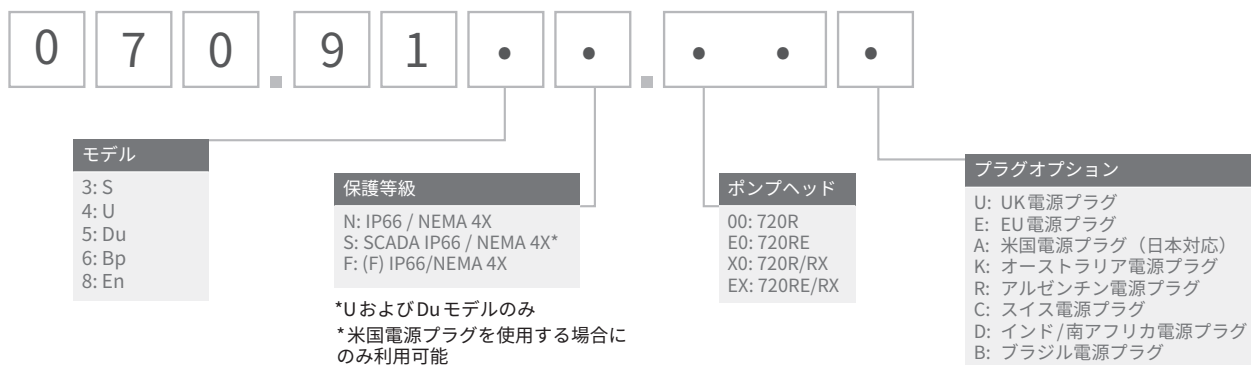 0 7 0 . 9 1 • • . • • •
モデル
3: S
4: U
5: Du
6: Bp
8: En
保護等級
N: IP66 / NEMA 4X
S: SCADA IP66 / NEMA 4X*
F: (F) IP66/NEMA 4X
*UおよびDuモデルのみ
*米国電源プラグを使用する場合に
のみ利用可能
ポンプヘッド
00: 720R
E0: 720RE
X0: 720R/RX
EX: 720RE/RX
プラグオプション
U: UK電源プラグ
E: EU電源プラグ
A: 米国電源プラグ（日本対応）
K: オーストラリア電源プラグ
R: アルゼンチン電源プラグ
C: スイス電源プラグ
D: インド/南アフリカ電源プラグ
B: ブラジル電源プラグ